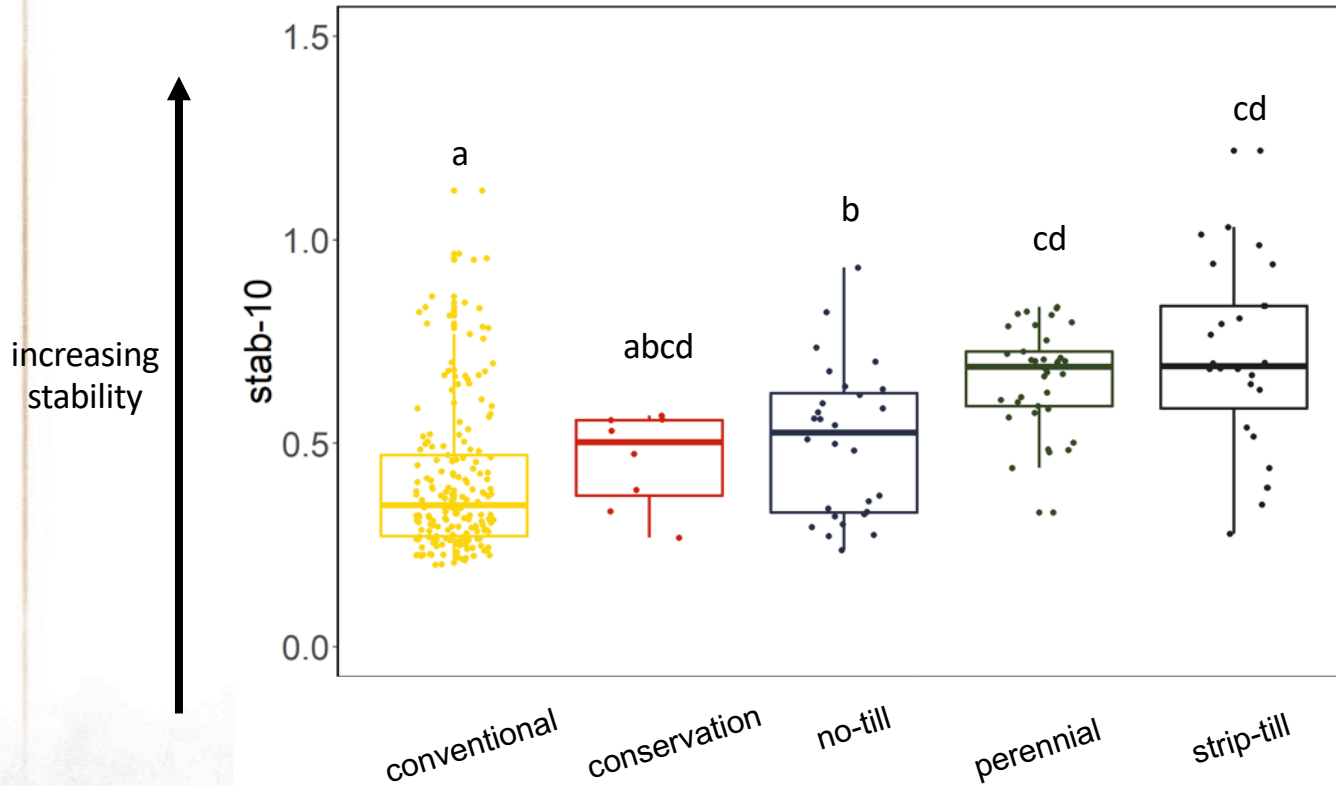 increasing
stability
stab-10
1.5
1.0
0.5
0.0
a
abcd
b
cd
cd
conventional
conservation
no-till
perennial
strip-till